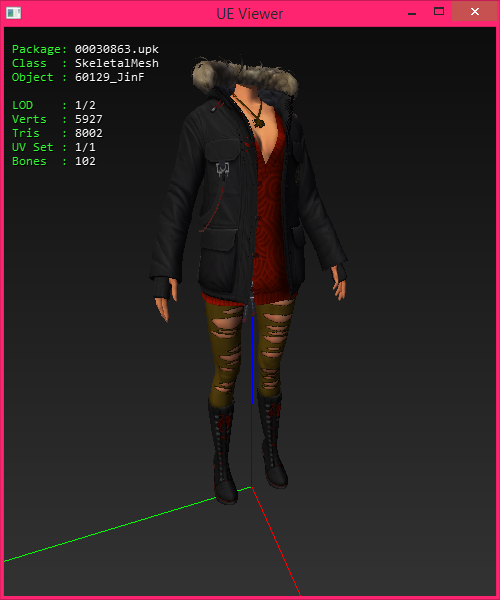 UE Viewer
Package: 00030863.upk
Class : SkeletalMesh
Object : 60129_JinF
LOD : 1/2
Verts : 5927
Tris : 8002
UV Set : 1/1
Bones : 102